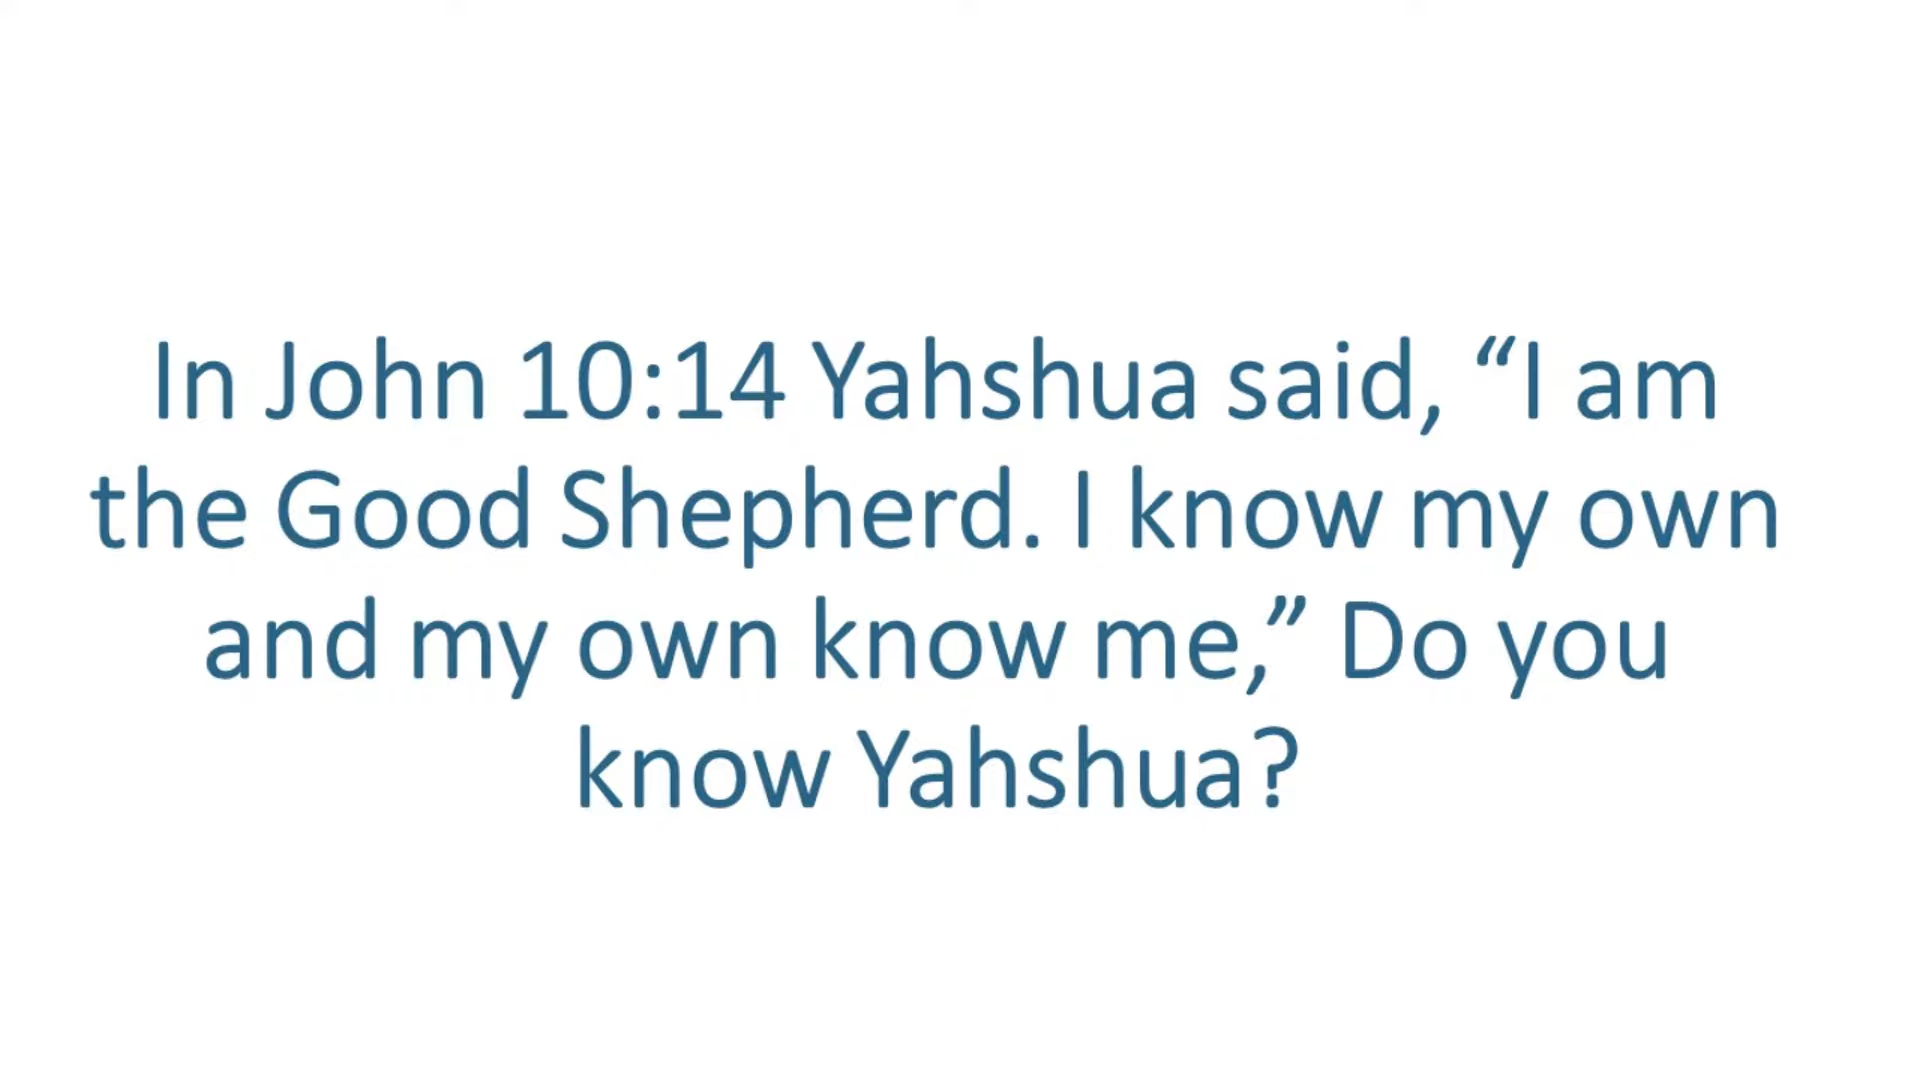 In John 10:14 Yahshua said, “I am
the Good Shepherd. I know my own
and my own know me,” Do you
know Yahshua?